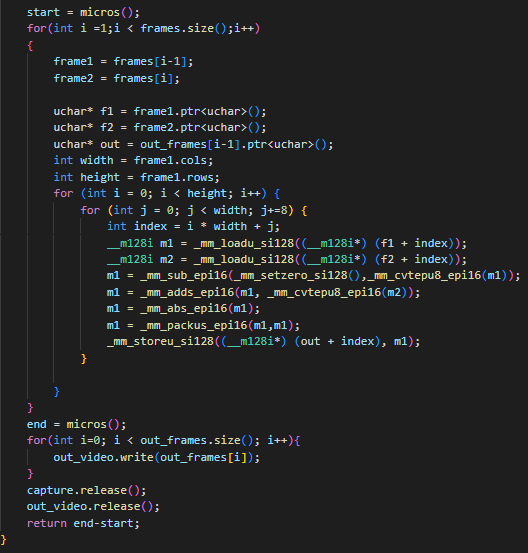 start = micros();
for(int i =1;i < frames.size();i++)
{
frame1 = frames[i-1];
frame2 = frames[i];
uchar* f1 = frame1.ptr<uchar>();
uchar* f2 = frame2.ptr<uchar>();
uchar* out = out_frames[i-1].ptr<uchar>();
int width = frame1.cols;
int height = frame1.rows;
for (int i = 0; i < height; i++) {
for (int j = 0; j < width; j+=8) {
int index = i * width + j;
__m128i m1 = _mm_loadu_si128((__m128i*) (f1 + index));
__m128i m2 = _mm_loadu_si128((__m128i*) (f2 + index));
m1 = _mm_sub_epi16(_mm_setzero_si128(),_mm_cvtepu8_epi16(m1));
m1 = _mm_adds_epi16(m1, _mm_cvtepu8_epi16(m2));
m1 = _mm_abs_epi16(m1);
m1 = _mm_packus_epi16(m1,m1);
_mm_storeu_si128((__m128i*) (out + index), m1);
}
}
}
end = micros();
for(int i=0; i < out_frames.size(); i++){
out_video.write(out_frames[i]);
}
capture.release();
out_video.release();
return end-start;
}